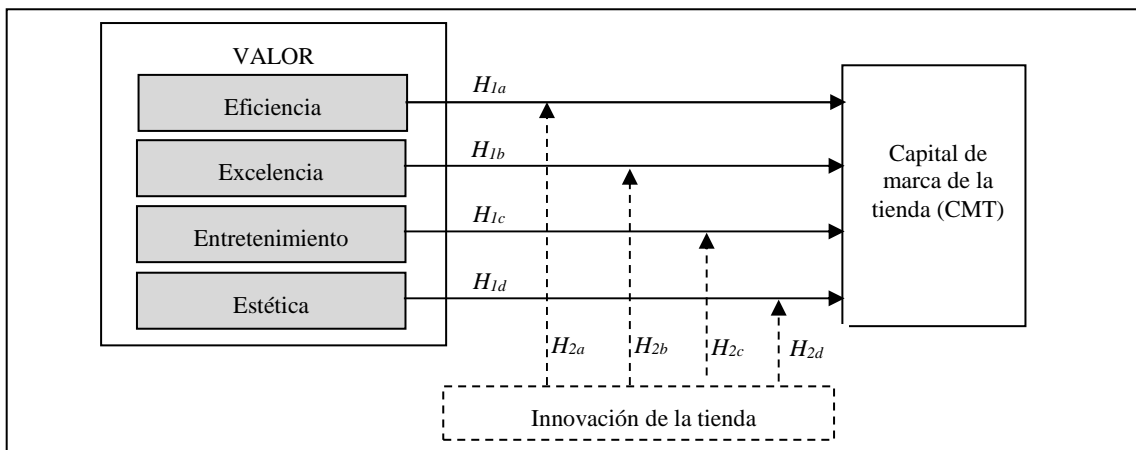 VALOR
Eficiencia
Excelencia
Entretenimiento
Estética
H1a
H1b
H1c
H1d
Capital de
marca de la
tienda (CMT)
H2a
H2b
H2c
H2d
Innovación de la tienda